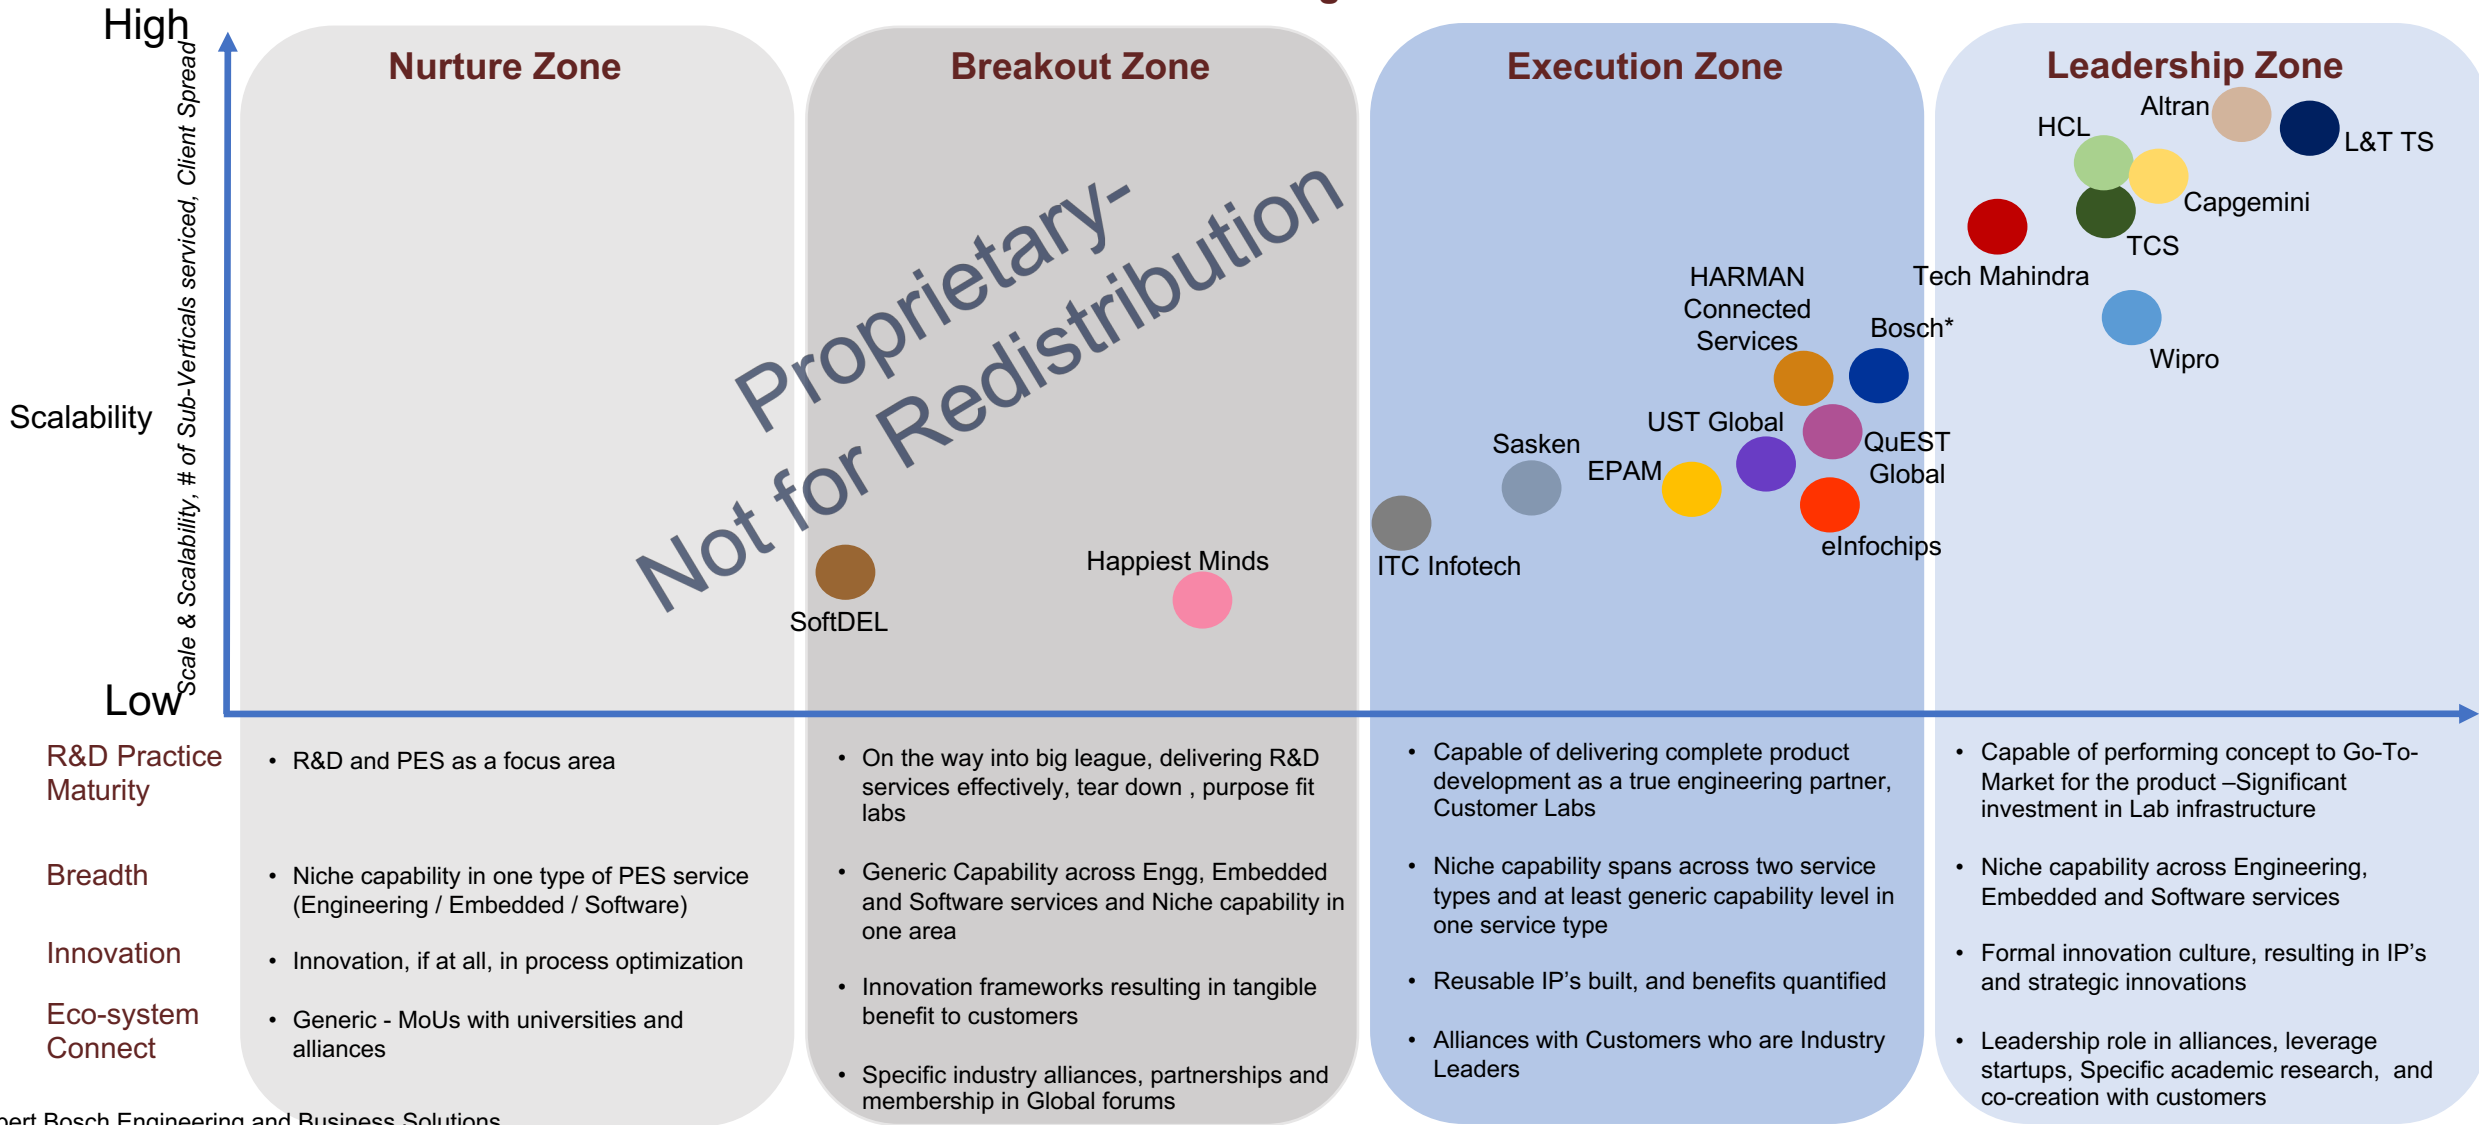 High
Scale & Scalability, # of Sub-Verticals serviced, Client Spread
Scalability
Low
Nurture Zone
Breakout Zone
Execution Zone
Leadership Zone
Proprietary-
Not for Redistribution
SoftDEL
Happiest Minds
ITC Infotech
Sasken
EPAM
UST Global
HARMAN
Connected
Services
Bosch*
QuEST
Global
eInfochips
Tech Mahindra
HCL
Altran
L&T TS
Capgemini
TCS
Wipro
R&D Practice
Maturity
Breadth
Innovation
Eco-system
Connect
• R&D and PES as a focus area
• Niche capability in one type of PES service
(Engineering / Embedded / Software)
• Innovation, if at all, in process optimization
• Generic - MoUs with universities and
alliances
• On the way into big league, delivering R&D
services effectively, tear down , purpose fit
labs
• Generic Capability across Engg, Embedded
and Software services and Niche capability in
one area
• Innovation frameworks resulting in tangible
benefit to customers
• Specific industry alliances, partnerships and
membership in Global forums
• Capable of delivering complete product
development as a true engineering partner,
Customer Labs
• Niche capability spans across two service
types and at least generic capability level in
one service type
• Reusable IP's built, and benefits quantified
• Alliances with Customers who are Industry
Leaders
• Capable of performing concept to Go-To-
Market for the product –Significant
investment in Lab infrastructure
• Niche capability across Engineering,
Embedded and Software services
• Formal innovation culture, resulting in IP's
and strategic innovations
• Leadership role in alliances, leverage
startups, Specific academic research, and
co-creation with customers
Bosch Engineering and Business Solutions